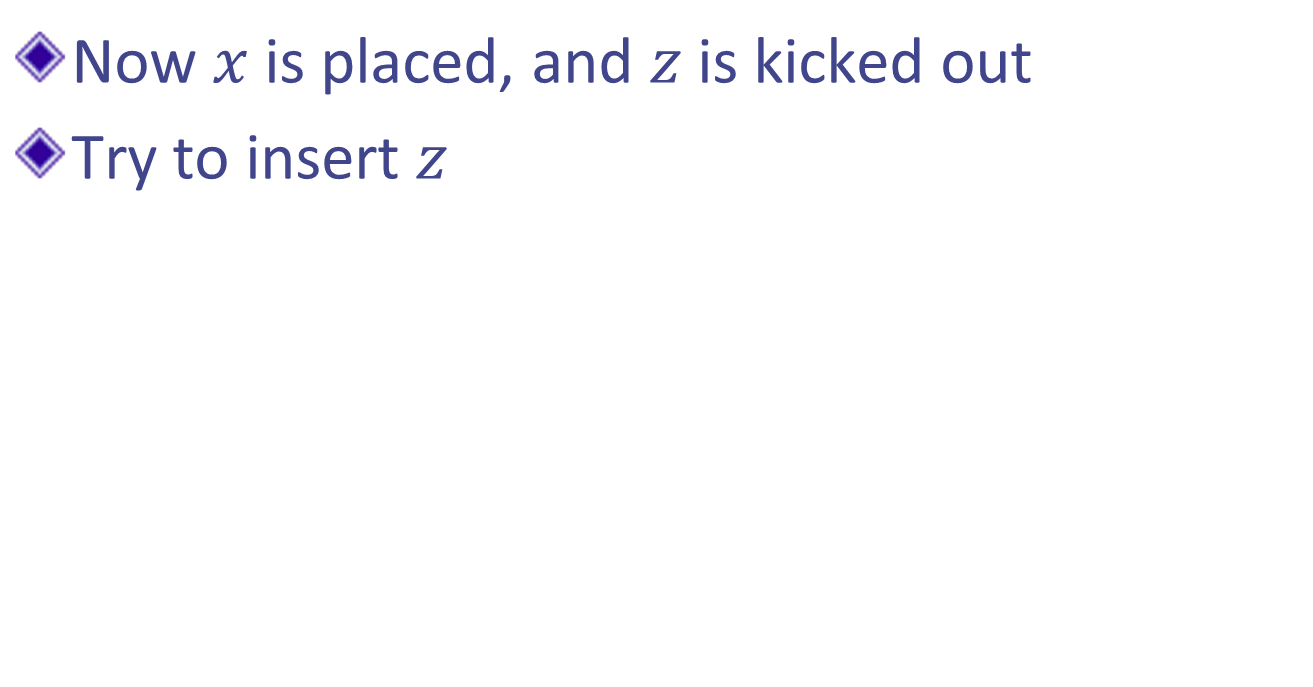 Now x is placed, and z is kicked out
Try to insert z